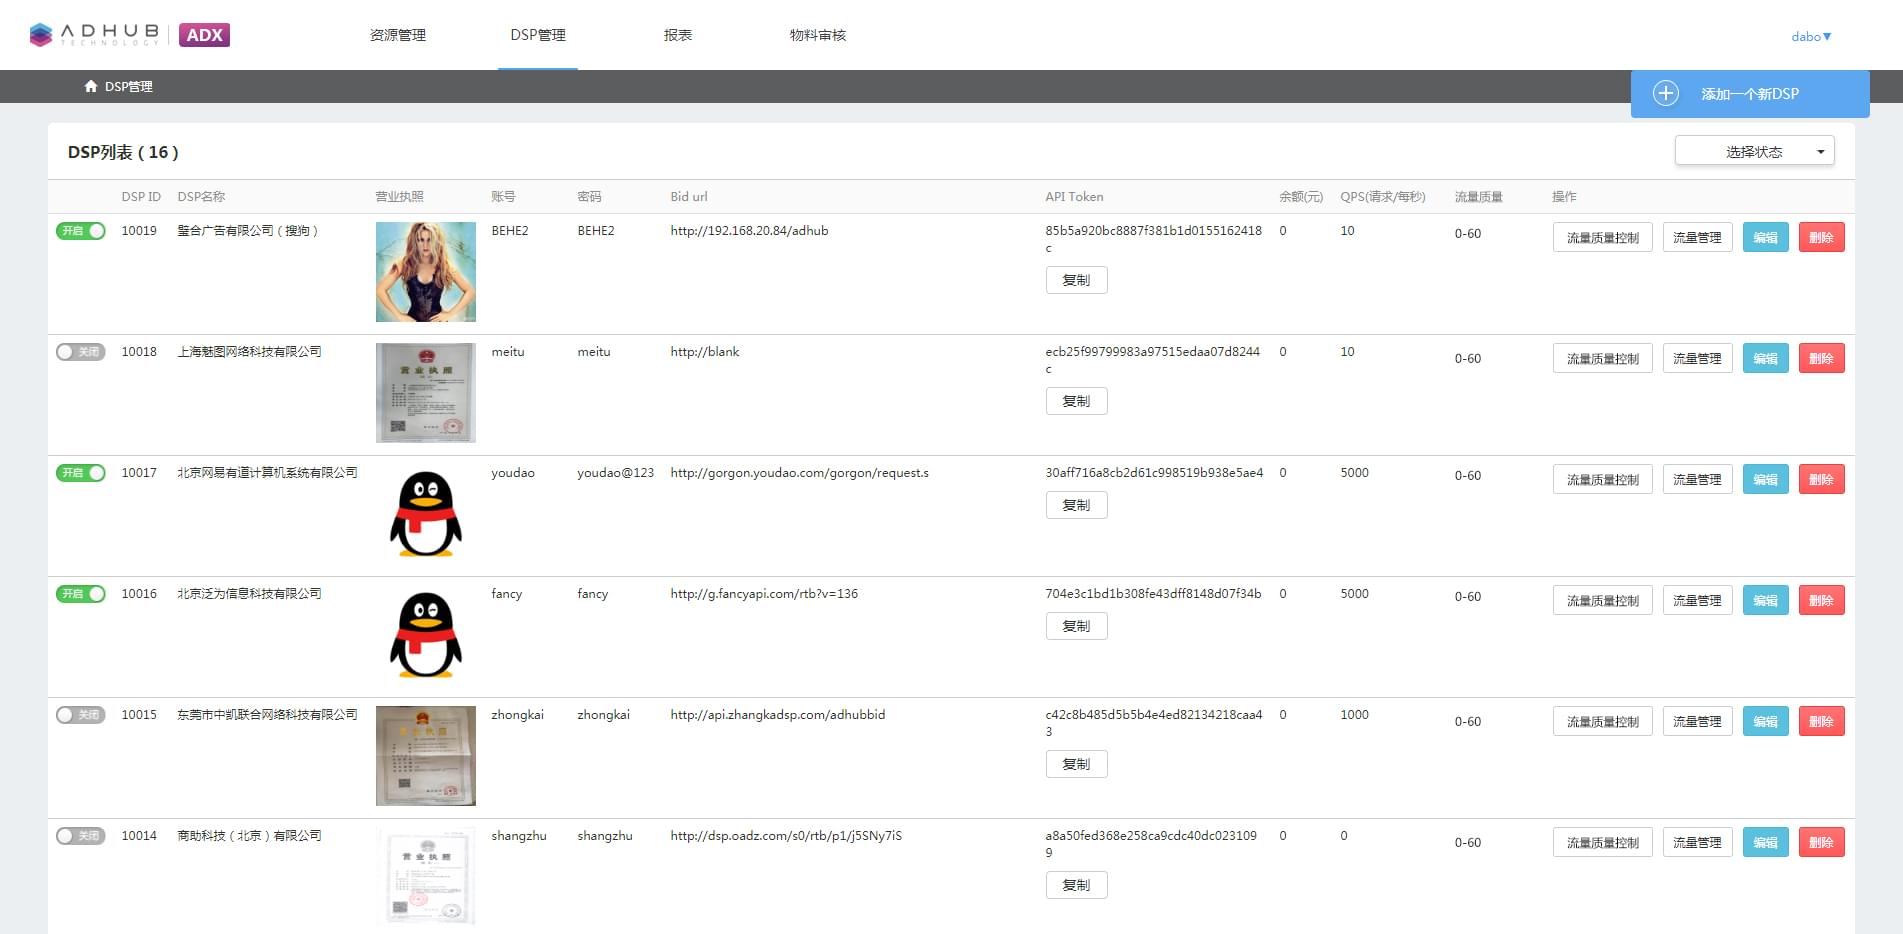 ADHUB TECHNOLOGY ADX 资源管理 DSP管理 报表 物料审核 dabo▼
DSP管理 添加一个新DSP
DSP列表（16） 选择状态
DSP ID DSP名称 营业执照 账号 密码 Bid url API Token 余额(元) QPS(请求/每秒) 流量质量 操作
开启 10019 蜇合广告有限公司（搜狗） BEHE2 BEHE2 http://192.168.20.84/adhub 85b5a920bc8887f381b1d0155162418 0 10 0-60 流量质量控制 流量管理 编辑 删除
c
复制
关闭 10018 上海魅图网络科技有限公司 meitu meitu http://blank ecb25f99799983a97515edaa07d8244 0 10 0-60 流量质量控制 流量管理 编辑 删除
营业执照 c
复制
开启 10017 北京网易有道计算机系统有限公司 youdao youdao@123 http://gorgon.youdao.com/gorgon/request.s 30aff716a8cb2d61c998519b938e5ae4 0 5000 0-60 流量质量控制 流量管理 编辑 删除
复制
开启 10016 北京泛为信息科技有限公司 fancy fancy http://g.fancyapi.com/rtb?v=136 704e3c1bd1b308fe43dff8148d07f34b 0 5000 0-60 流量质量控制 流量管理 编辑 删除
复制
关闭 10015 东莞市中凯联合网络科技有限公司 zhongkai zhongkai http://api.zhangkadsp.com/adhubbid c42c8b485d5b5b4e4ed82134218caa4 0 1000 0-60 流量质量控制 流量管理 编辑 删除
营业执照 3
复制
关闭 10014 商助科技（北京）有限公司 shangzhu shangzhu http://dsp.oadz.com/s0/rtb/p1/j5SNy7iS a8a50fed368e258ca9cdc40dc023109 0 0 0-60 流量质量控制 流量管理 编辑 删除
营业执照 9
复制